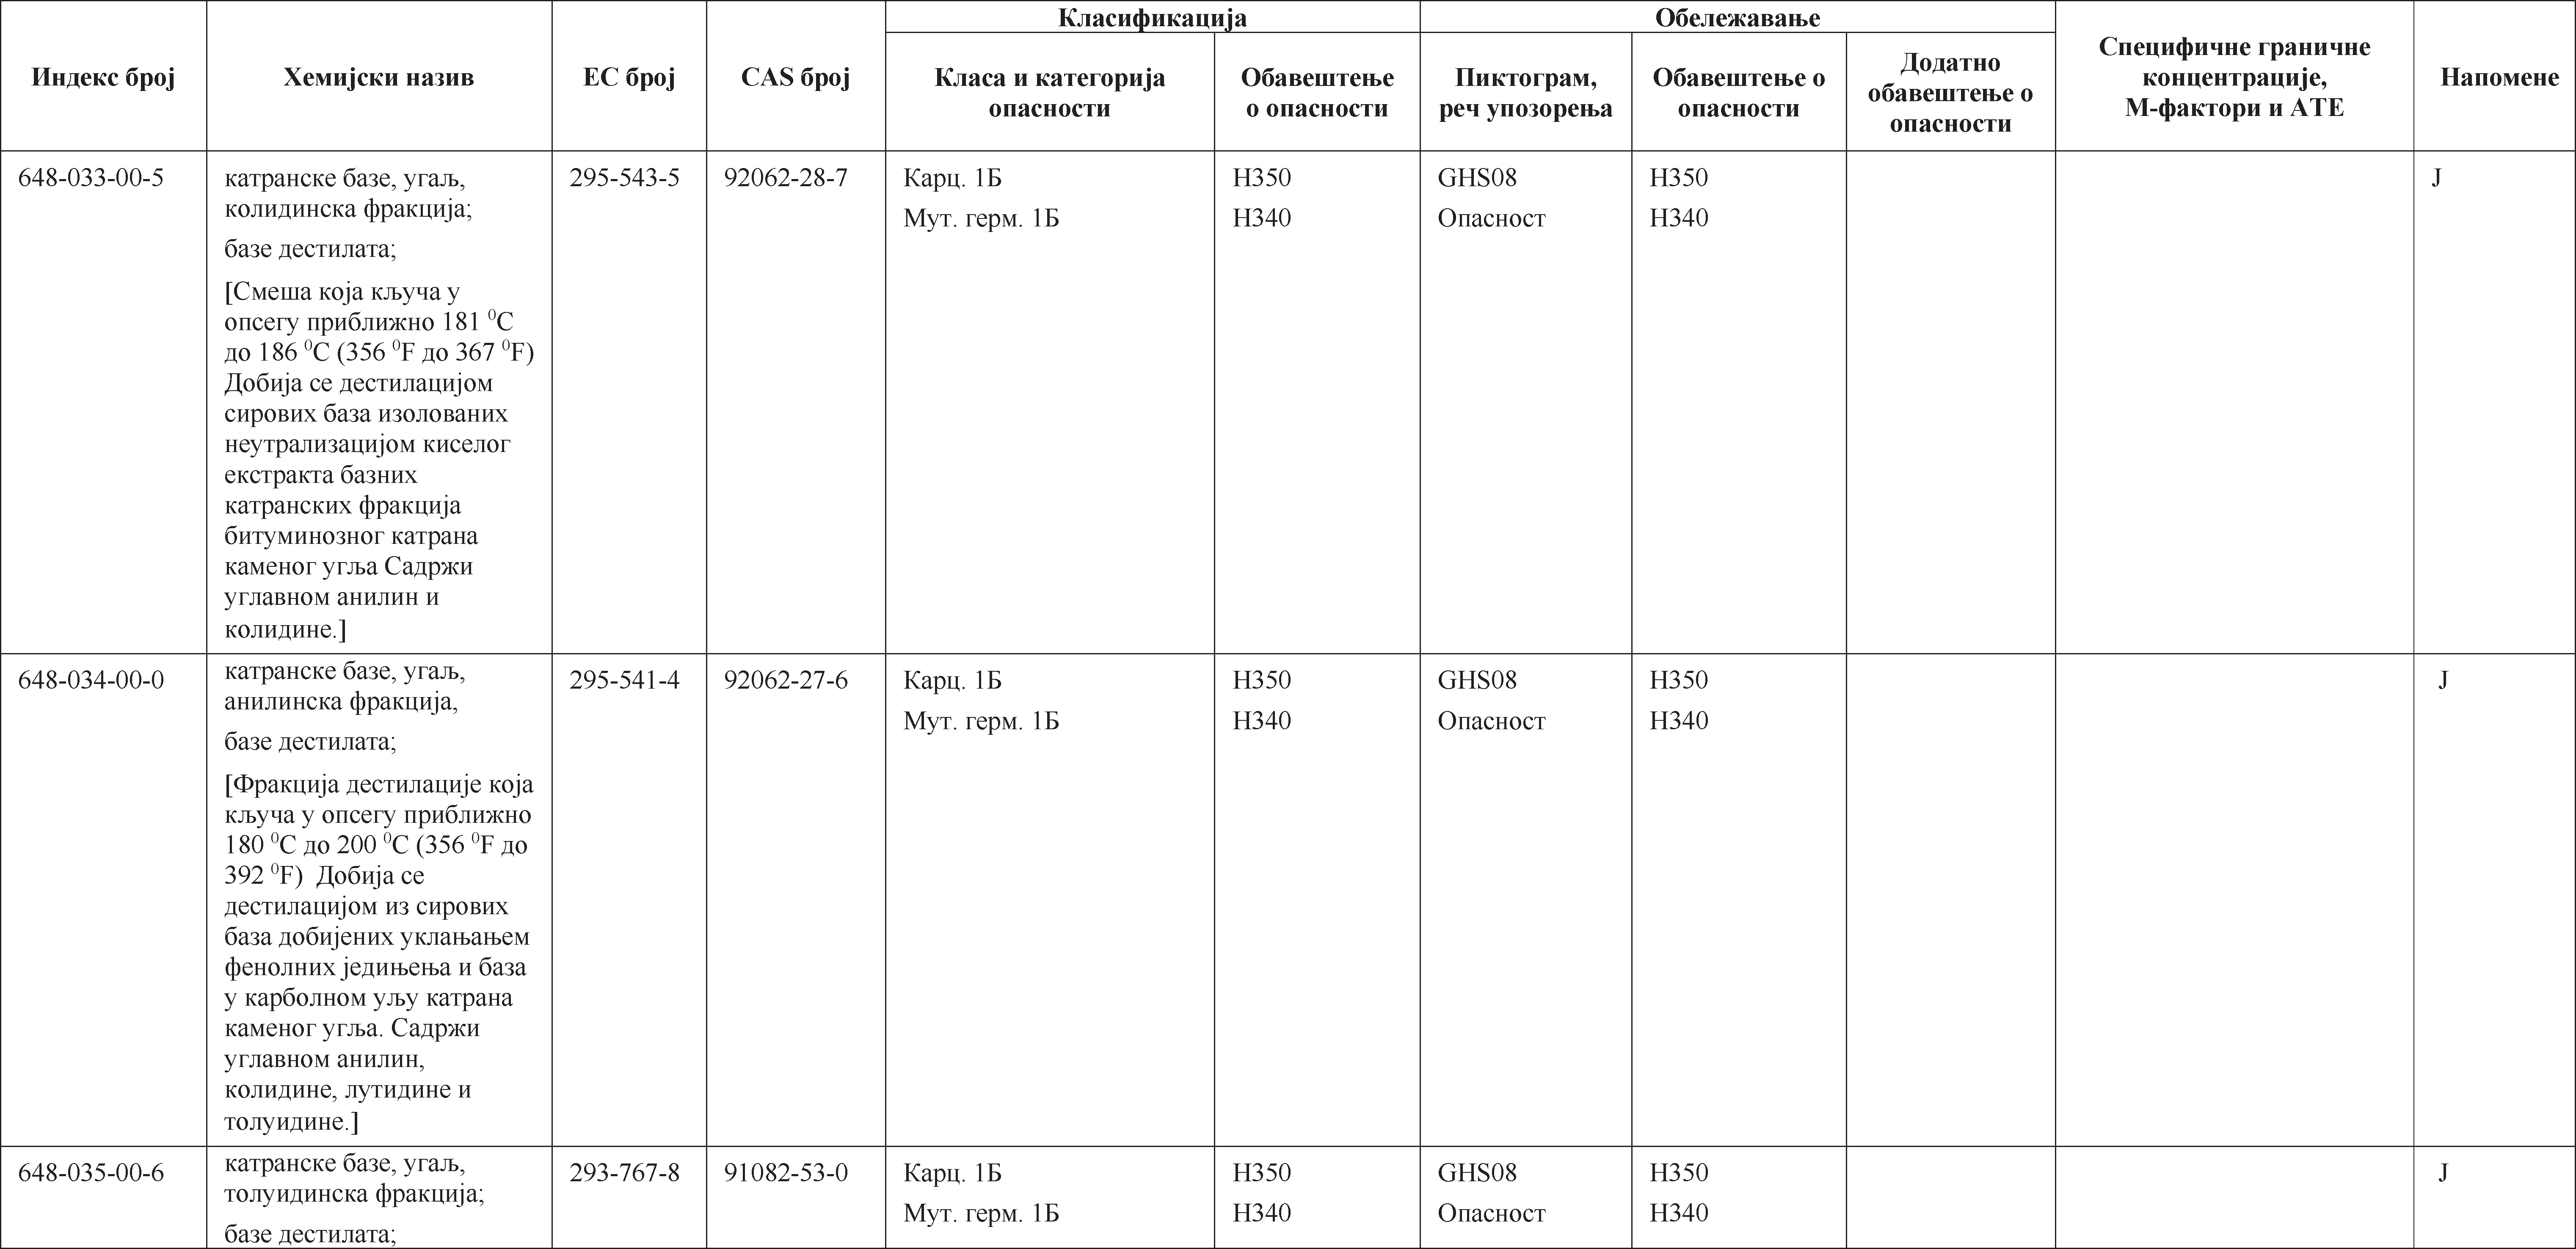 Индекс број
Хемијски назив
ЕС број
CAS број
Класификација
Класа и категорија
опасности
Обавештење
о опасности
Обележавање
Пиктограм,
реч упозорења
Обавештење о
опасности
Додатно
обавештење о
опасности
Специфичне граничне
концентрације,
М-фактори и АТЕ
Напомене
648-033-00-5
катранске базе, угаљ,
колидинска фракција;
базе дестилата;
[Смеша која кључа у
опсегу приближно 181 ⁰C
до 186 ⁰C (356 ⁰F до 367 ⁰F)
Добија се дестилацијом
сирових база изолованих
неутрализацијом киселог
екстракта базних
катранских фракција
битуминозног катрана
каменог угља Садржи
углавном анилин и
колидине.]
295-543-5
92062-28-7
Карц. 1Б
Мут. герм. 1Б
H350
H340
GHS08
Опасност
H350
H340
J
648-034-00-0
катранске базе, угаљ,
анилинска фракција,
базе дестилата;
[Фракција дестилације која
кључа у опсегу приближно
180 ⁰C до 200 ⁰C (356 ⁰F до
392 ⁰F)  Добија се
дестилацијом из сирових
база добијених уклањањем
фенолних једињења и база
у карболном уљу катрана
каменог угља. Садржи
углавном анилин,
колидине, лутидине и
толуидине.]
295-541-4
92062-27-6
Карц. 1Б
Мут. герм. 1Б
H350
H340
GHS08
Опасност
H350
H340
J
648-035-00-6
катранске базе, угаљ,
толуидинска фракција;
базе дестилата;
293-767-8
91082-53-0
Карц. 1Б
Мут. герм. 1Б
H350
H340
GHS08
Опасност
H350
H340
J